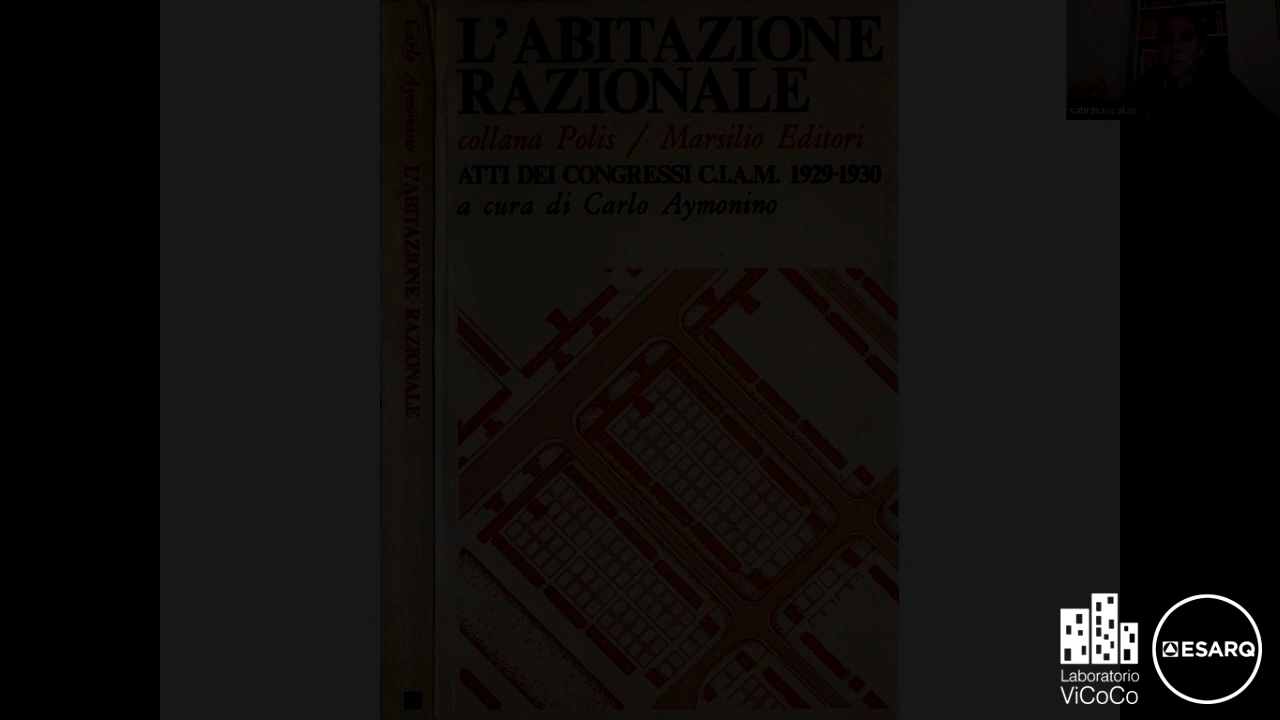 L'ABITAZIONE
RAZIONALE
collana Polis / Marsilio Editori
ATTI DEI CONGRESSI C.I.A.M. 1929-1930
a cura di Carlo Aymonino
Carlo Aymonino L'ABITAZIONE RAZIONALE
sabrinascalas
Laboratorio
ViCoCo
ESARQ